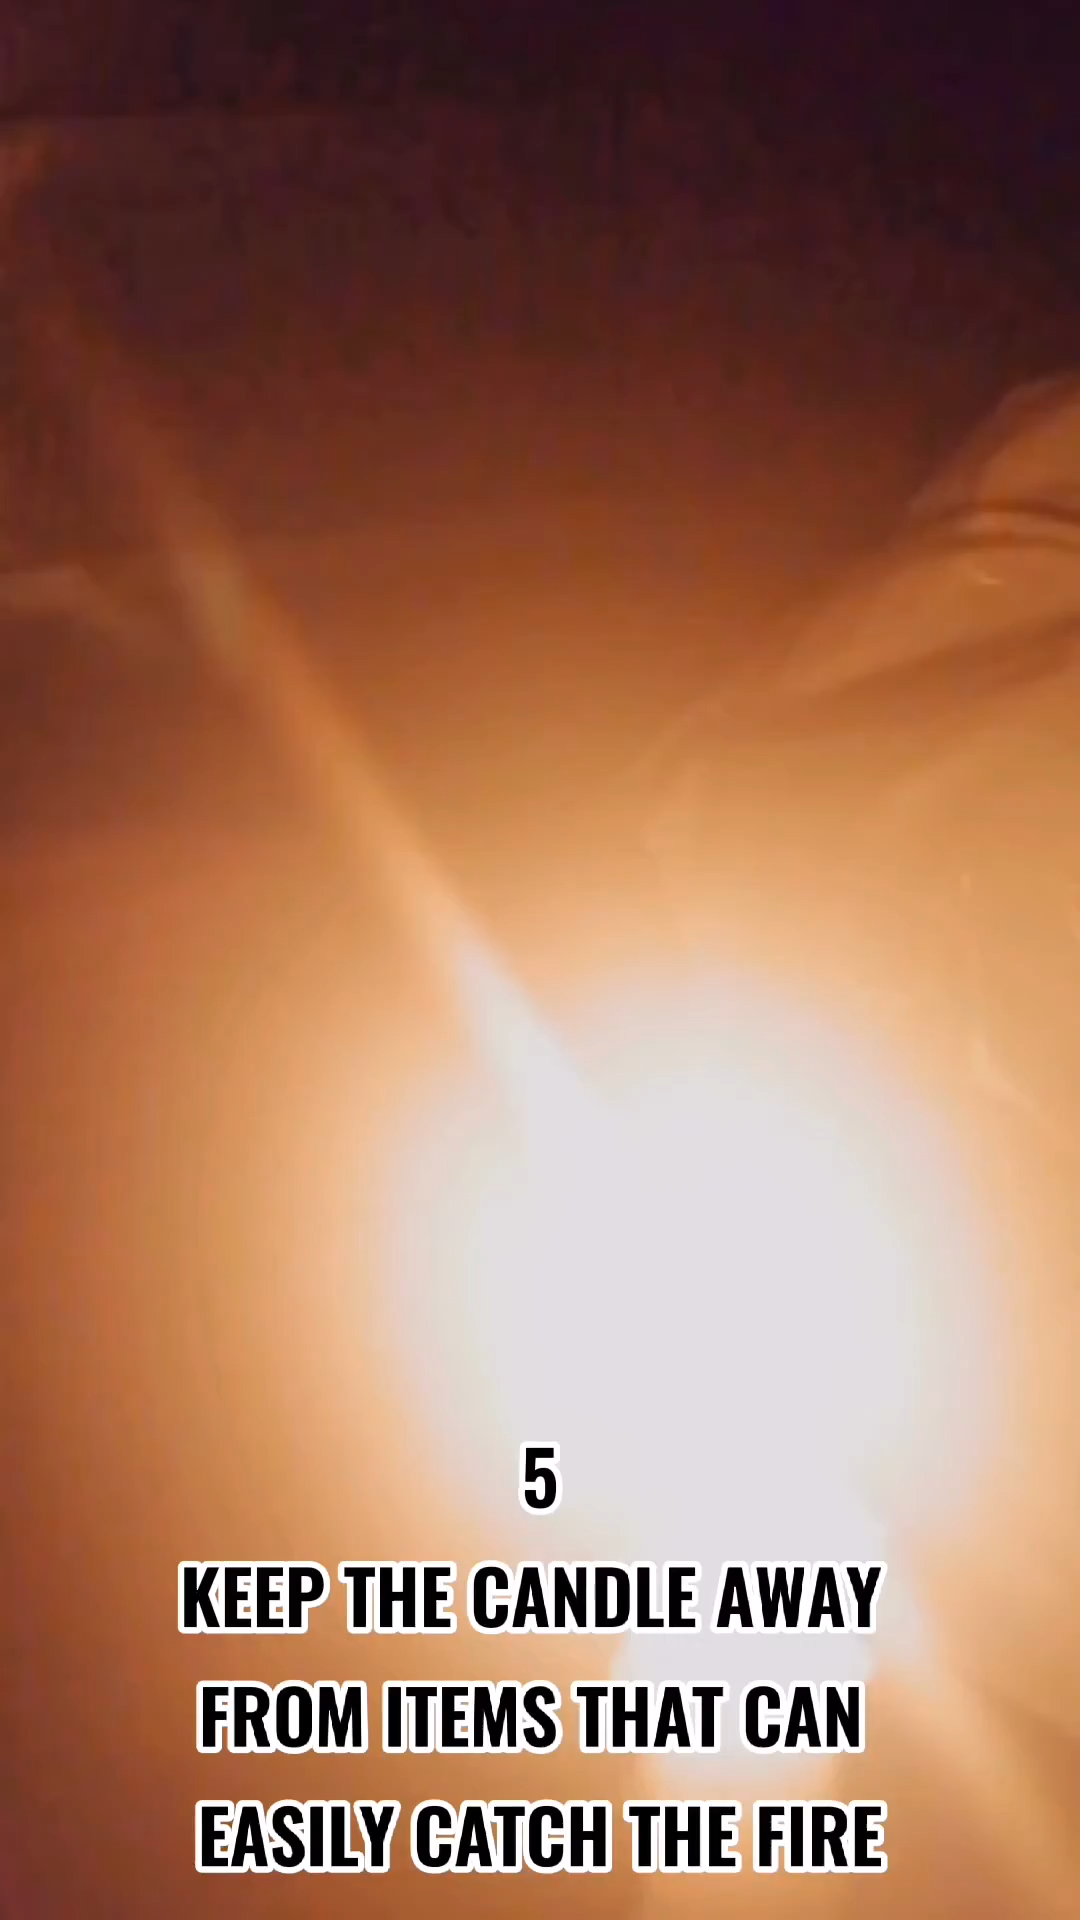 5
KEEP THE CANDLE AWAY
FROM ITEMS THAT CAN
EASILY CATCH THE FIRE